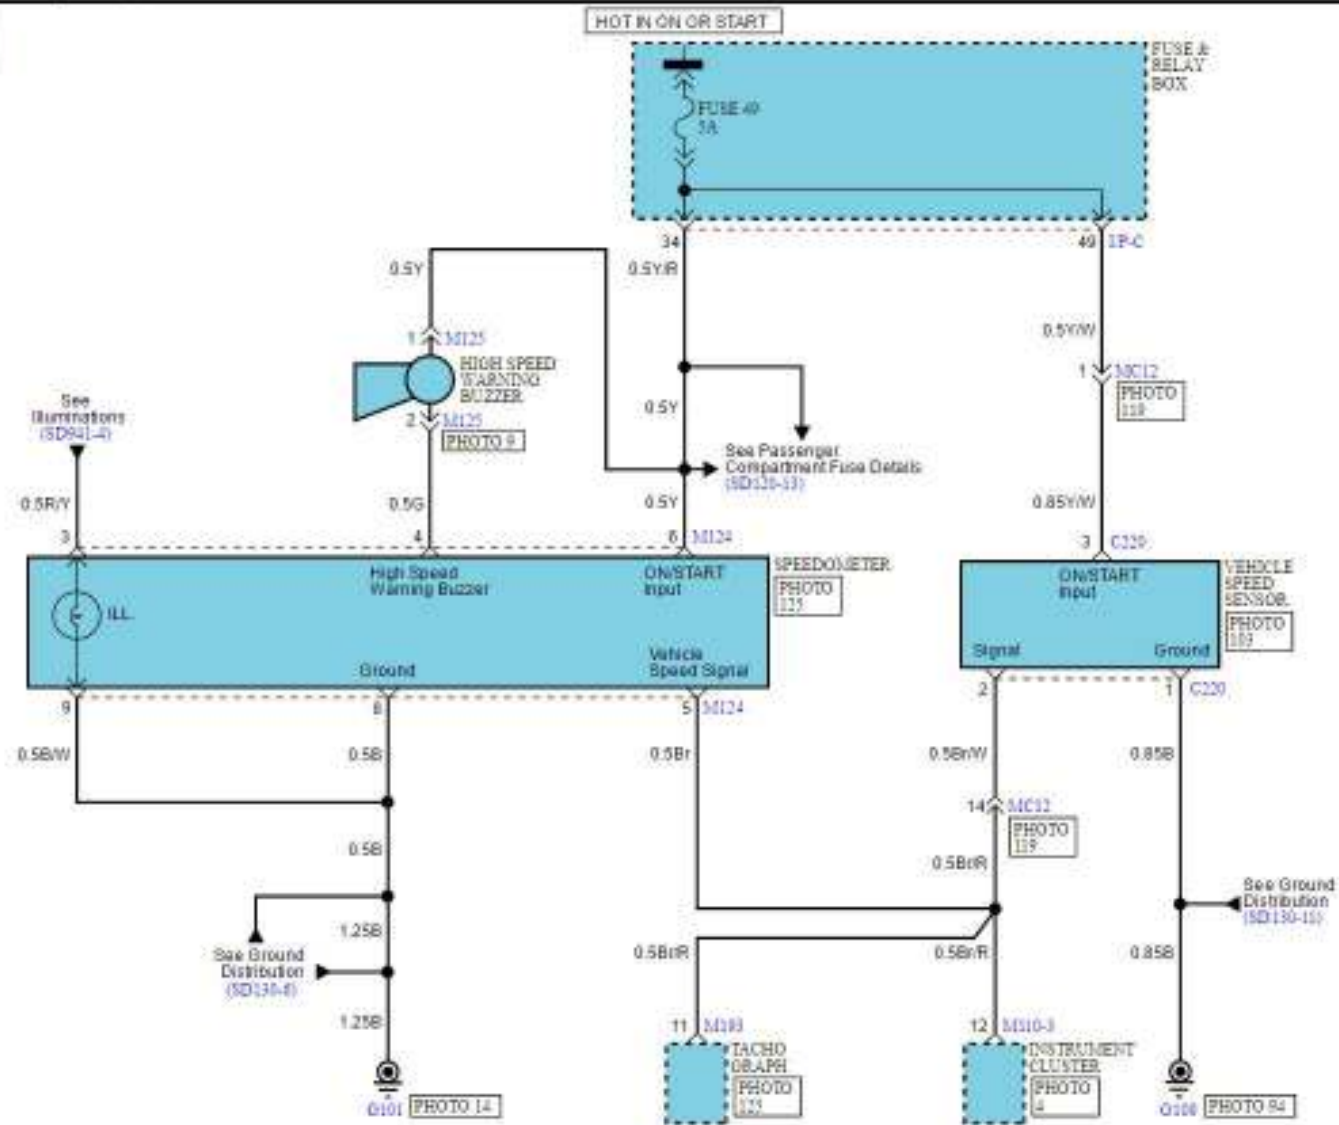 HOT IN ON OR START
FUSE &
RELAY
BOX
FUSE 49
5A
34
49
I/P-C
0.5Y
0.5Y/R
0.5Y/W
1
M125
HIGH SPEED
WARNING
BUZZER
2
M125
PHOTO 9
1
MC12
PHOTO
119
See
Illuminations
(SD941-4)
0.5Y
See Passenger
Compartment Fuse Details
(SD120-13)
0.5R/Y
0.5G
0.5Y
0.85Y/W
3
4
6
M124
3
C220
High Speed
Warning Buzzer
ON/START
Input
SPEEDOMETER
PHOTO
125
ILL.
Ground
Vehicle
Speed Signal
ON/START
Input
VEHICLE
SPEED
SENSOR
PHOTO
103
Signal
Ground
9
8
5
M124
2
1
C220
0.5B/W
0.5B
0.5Br
0.5Br/W
0.85B
14
MC12
PHOTO
119
0.5B
0.5Br/R
See Ground
Distribution
(SD130-11)
1.25B
See Ground
Distribution
(SD130-6)
0.5Br/R
0.5Br/R
0.85B
1.25B
11
M193
12
M110-3
TACHO
GRAPH
PHOTO
125
INSTRUMENT
CLUSTER
PHOTO
4
G101
PHOTO 14
G100
PHOTO 94